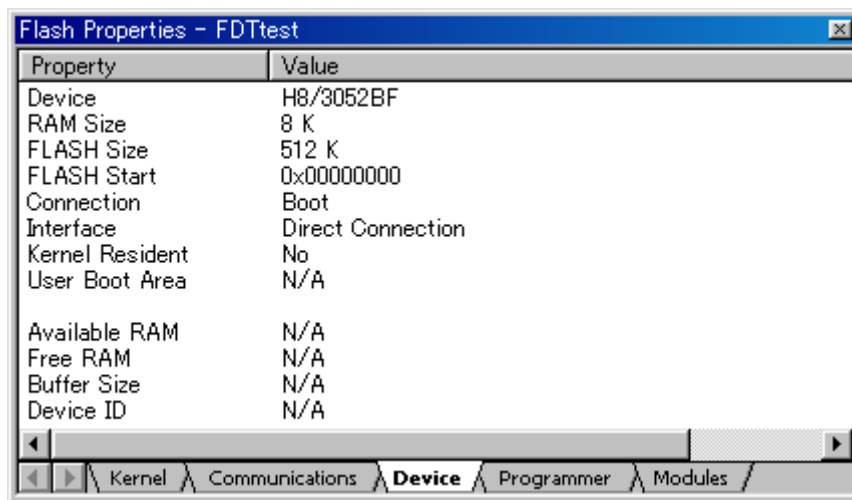 Flash Properties - FDTtest
Property Value
Device H8/3052BF
RAM Size 8 K
FLASH Size 512 K
FLASH Start 0x00000000
Connection Boot
Interface Direct Connection
Kernel Resident No
User Boot Area N/A
Available RAM N/A
Free RAM N/A
Buffer Size N/A
Device ID N/A
Kernel Communications Device Programmer Modules